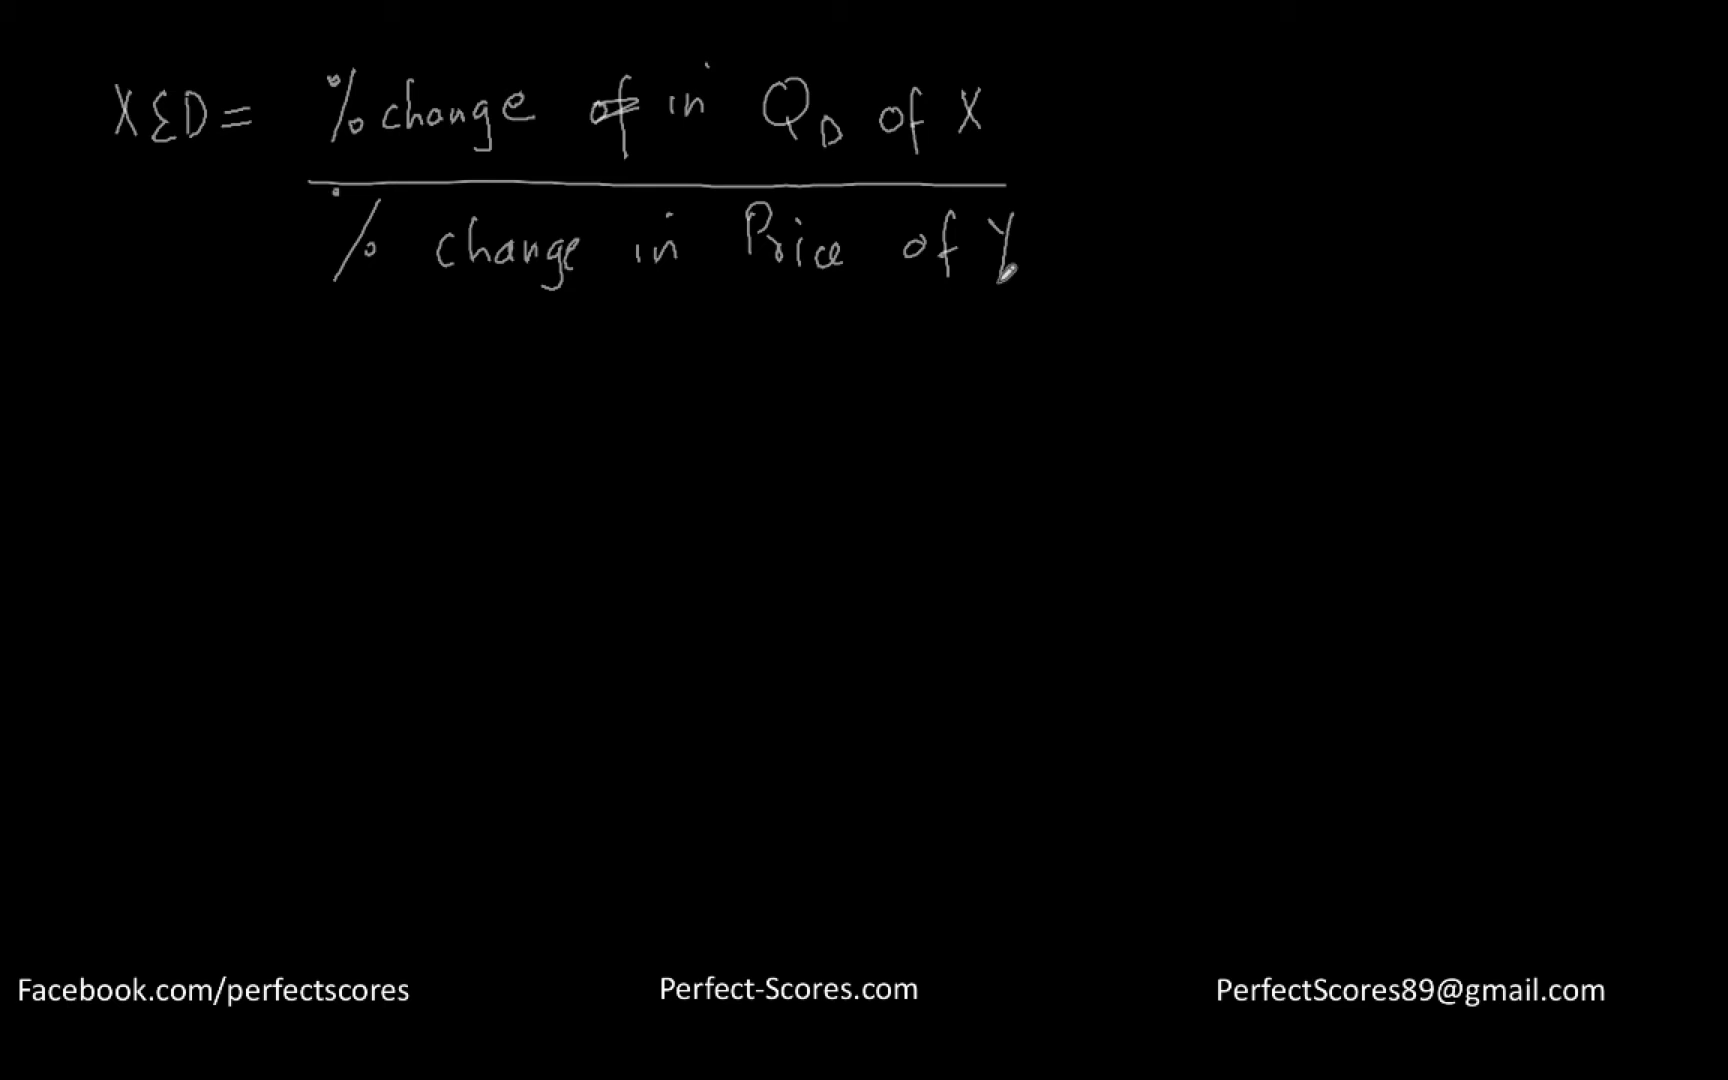 XED = % change of in QD of X
% change in Price of Y
Facebook.com/perfectscores
Perfect-Scores.com
PerfectScores89@gmail.com